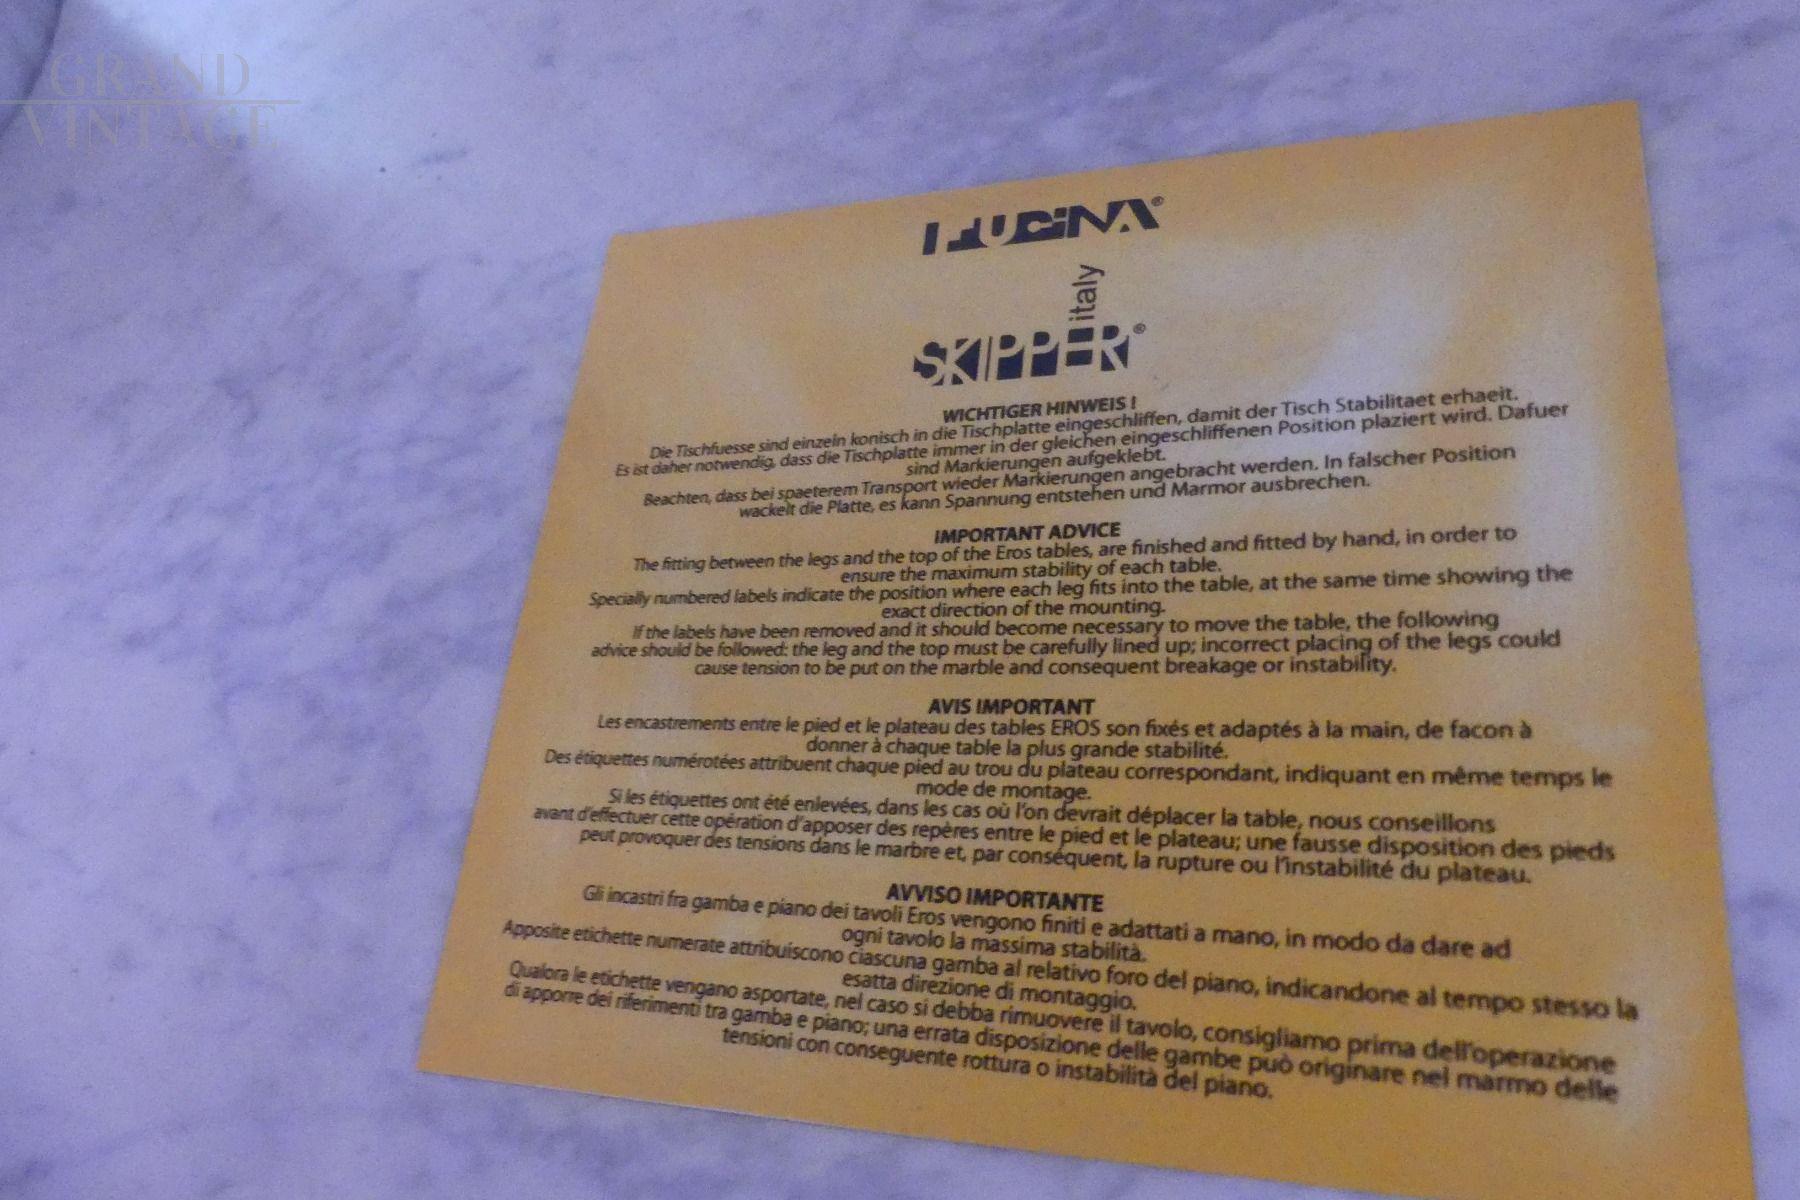 GRAND
VINTAGE
FUCINA®
italy
SKIPPER®
WICHTIGER HINWEIS !
Die Tischfuesse sind einzeln konisch in die Tischplatte eingeschliffen, damit der Tisch Stabilitaet erhaeit.
Es ist daher notwendig, dass die Tischplatte immer in der gleichen eingeschliffenen Position plaziert wird. Dafuer
sind Markierungen aufgeklebt.
Beachten, dass bei spaeterem Transport wieder Markierungen angebracht werden. In falscher Position
wackelt die Platte, es kann Spannung entstehen und Marmor ausbrechen.
IMPORTANT ADVICE
The fitting between the legs and the top of the Eros tables, are finished and fitted by hand, in order to
ensure the maximum stability of each table.
Specially numbered labels indicate the position where each leg fits into the table, at the same time showing the
exact direction of the mounting.
If the labels have been removed and it should become necessary to move the table, the following
advice should be followed: the leg and the top must be carefully lined up; incorrect placing of the legs could
cause tension to be put on the marble and consequent breakage or instability.
AVIS IMPORTANT
Les encastrements entre le pied et le plateau des tables EROS son fixés et adaptés à la main, de facon à
donner à chaque table la plus grande stabilité.
Des étiquettes numérotées attribuent chaque pied au trou du plateau correspondant, indiquant en même temps le
mode de montage.
Si les étiquettes ont été enlevées, dans les cas où l'on devrait déplacer la table, nous conseillons
avant d'effectuer cette opération d'apposer des repères entre le pied et le plateau; une fausse disposition des pieds
peut provoquer des tensions dans le marbre et, par conséquent, la rupture ou l'instabilité du plateau.
AVVISO IMPORTANTE
Gli incastri fra gamba e piano dei tavoli Eros vengono finiti e adattati a mano, in modo da dare ad
ogni tavolo la massima stabilità.
Apposite etichette numerate attribuiscono ciascuna gamba al relativo foro del piano, indicandone al tempo stesso la
esatta direzione di montaggio.
Qualora le etichette vengano asportate, nel caso si debba rimuovere il tavolo, consigliamo prima dell'operazione
di apporre dei riferimenti tra gamba e piano; una errata disposizione delle gambe può originare nel marmo delle
tensioni con conseguente rottura o instabilità del piano.